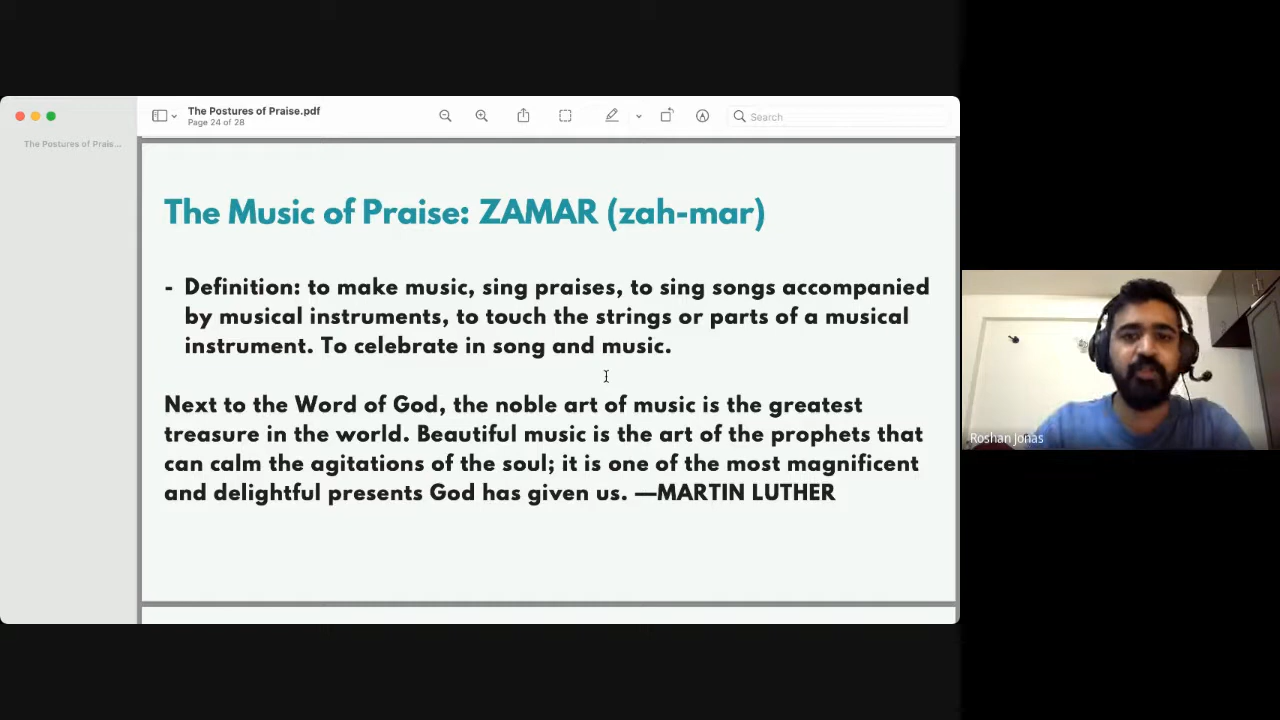 The Postures of Praise.pdf
Page 24 of 28
Search
The Postures of Prais...
The Music of Praise: ZAMAR (zah-mar)
- Definition: to make music, sing praises, to sing songs accompanied
by musical instruments, to touch the strings or parts of a musical
instrument. To celebrate in song and music.
Next to the Word of God, the noble art of music is the greatest
treasure in the world. Beautiful music is the art of the prophets that
can calm the agitations of the soul; it is one of the most magnificent
and delightful presents God has given us. —MARTIN LUTHER
Roshan Jonas